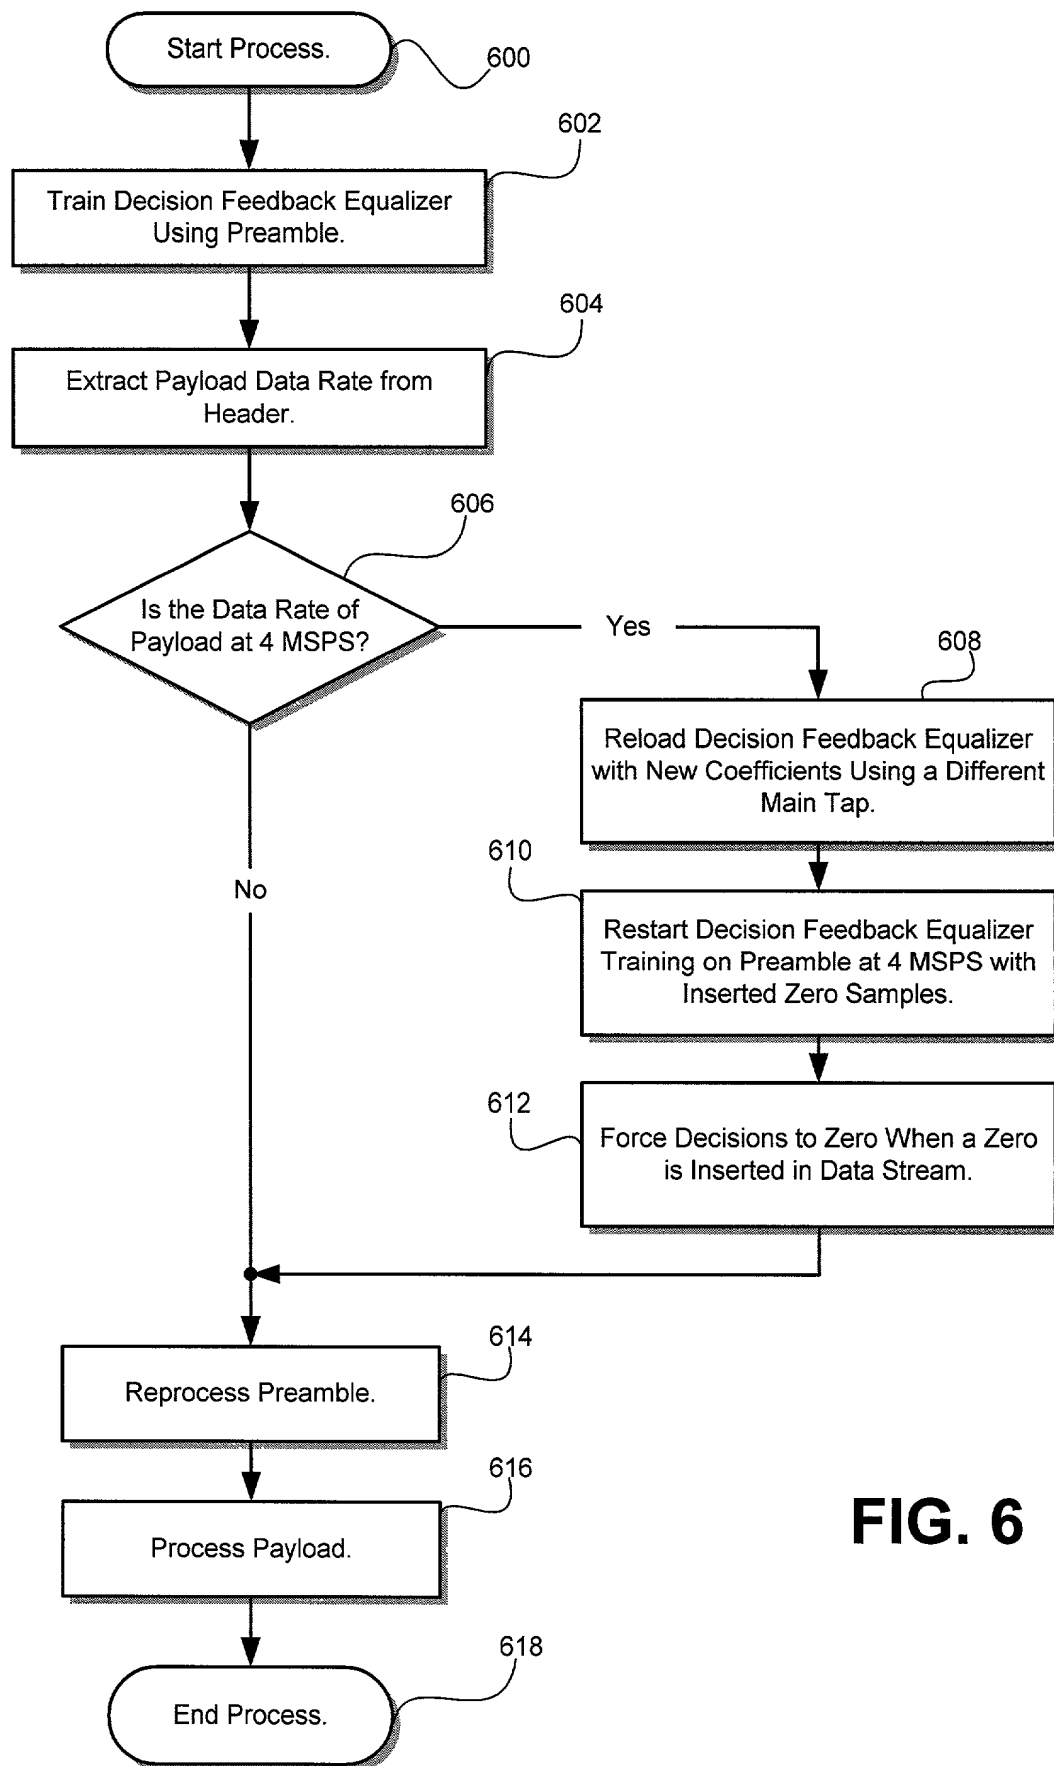 Start Process.
600
602
Train Decision Feedback Equalizer
Using Preamble.
604
Extract Payload Data Rate from
Header.
606
Is the Data Rate of
Payload at 4 MSPS?
Yes
608
Reload Decision Feedback Equalizer
with New Coefficients Using a Different
Main Tap.
610
No
Restart Decision Feedback Equalizer
Training on Preamble at 4 MSPS with
Inserted Zero Samples.
612
Force Decisions to Zero When a Zero
is Inserted in Data Stream.
614
Reprocess Preamble.
616
Process Payload.
FIG. 6
618
End Process.